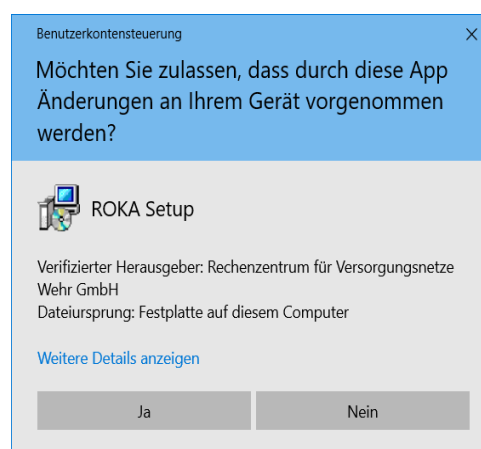 Benutzerkontensteuerung
Möchten Sie zulassen, dass durch diese App
Änderungen an Ihrem Gerät vorgenommen
werden?
ROKA Setup
Verifizierter Herausgeber: Rechenzentrum für Versorgungsnetze
Wehr GmbH
Dateiursprung: Festplatte auf diesem Computer
Weitere Details anzeigen
Ja Nein